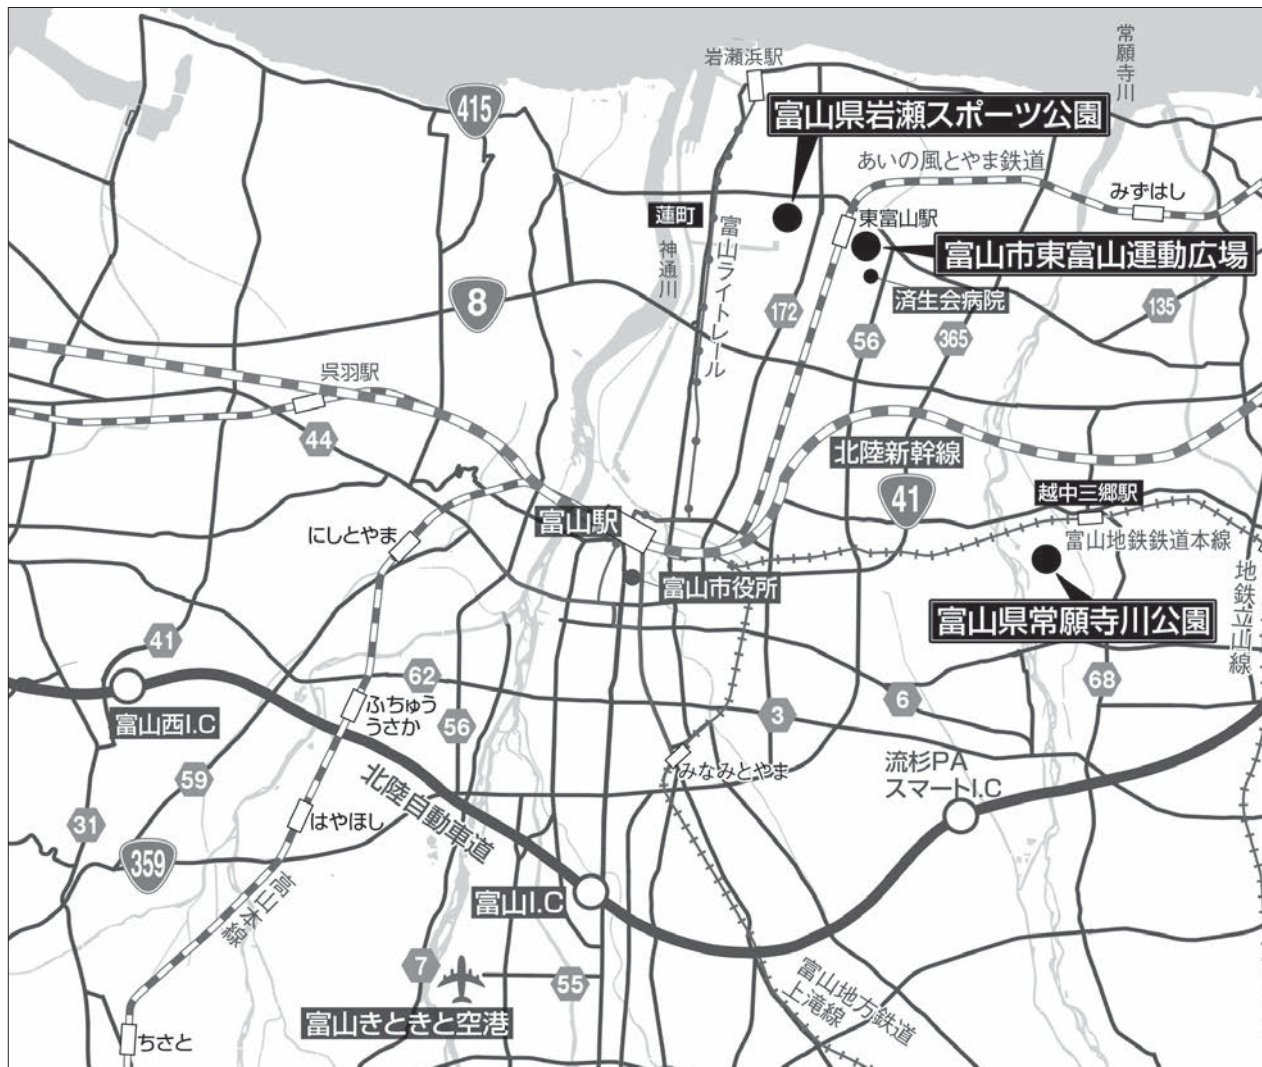 常願寺川
岩瀬浜駅
415
富山県岩瀬スポーツ公園
あいの風とやま鉄道
みずはし
蓮町
東富山駅
富山ライトレール
神通川
富山市東富山運動広場
済生会病院
8
172
56
365
135
呉羽駅
44
北陸新幹線
41
越中三郷駅
富山駅
にしとやま
富山地鉄鉄道本線
富山市役所
地鉄立山線
富山県常願寺川公園
41
62
68
6
富山西I.C
ふちゅう
うさか
56
3
みなみとやま
流杉PA
スマートI.C
59
北陸自動車道
31
はやほし
359
富山I.C
高山本線
7
55
富山地方鉄道
上滝線
富山きときと空港
ちさと